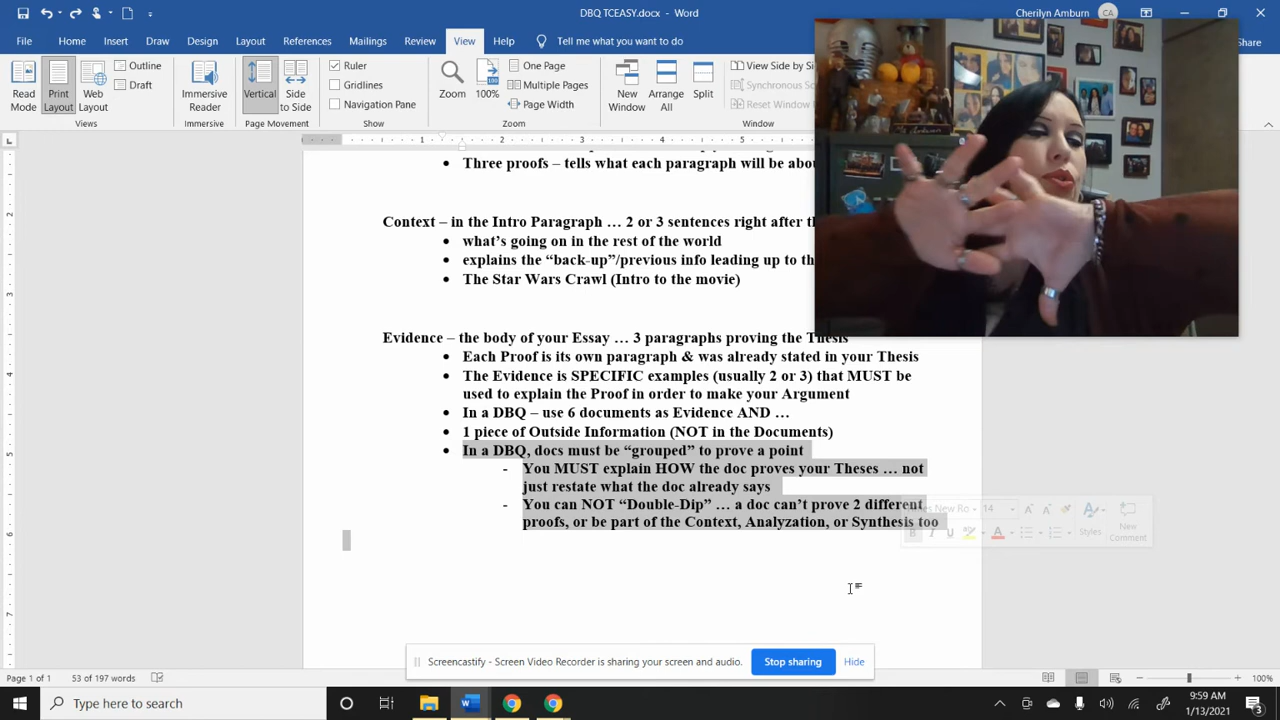 DBQ TCEASY.docx - Word
Cherilyn
CA
File
Home
Insert
Draw
Design
Layout
References
Mailings
Review
View
Help
Tell me what you want to do
Share
Read Mode
Print Layout
Web Layout
Outline
Draft
Views
Immersive Reader
Immersive
Vertical
Side to Side
Page Movement
Ruler
Gridlines
Navigation Pane
Show
Zoom
100%
One Page
Multiple Pages
Page Width
Zoom
New Window
Arrange All
Split
View Side by Si
Synchronous S
Reset Window
Window
Three proofs – tells what each paragraph will be abou
Context – in the Intro Paragraph … 2 or 3 sentences right after th
• what’s going on in the rest of the world
• explains the “back-up”/previous info leading up to th
• The Star Wars Crawl (Intro to the movie)
Evidence – the body of your Essay … 3 paragraphs proving the Thesis
• Each Proof is its own paragraph & was already stated in your Thesis
• The Evidence is SPECIFIC examples (usually 2 or 3) that MUST be
used to explain the Proof in order to make your Argument
• In a DBQ – use 6 documents as Evidence AND …
• 1 piece of Outside Information (NOT in the Documents)
• In a DBQ, docs must be “grouped” to prove a point
- You MUST explain HOW the doc proves your Theses … not
just restate what the doc already says
- You can NOT “Double-Dip” … a doc can’t prove 2 different
proofs, or be part of the Context, Analyzation, or Synthesis too
New Ro
14
Styles
New Comment
Screencastify - Screen Video Recorder is sharing your screen and audio.
Stop sharing
Hide
Page 1 of 1
53 of 197 words
100%
Type here to search
9:59 AM
1/13/2021